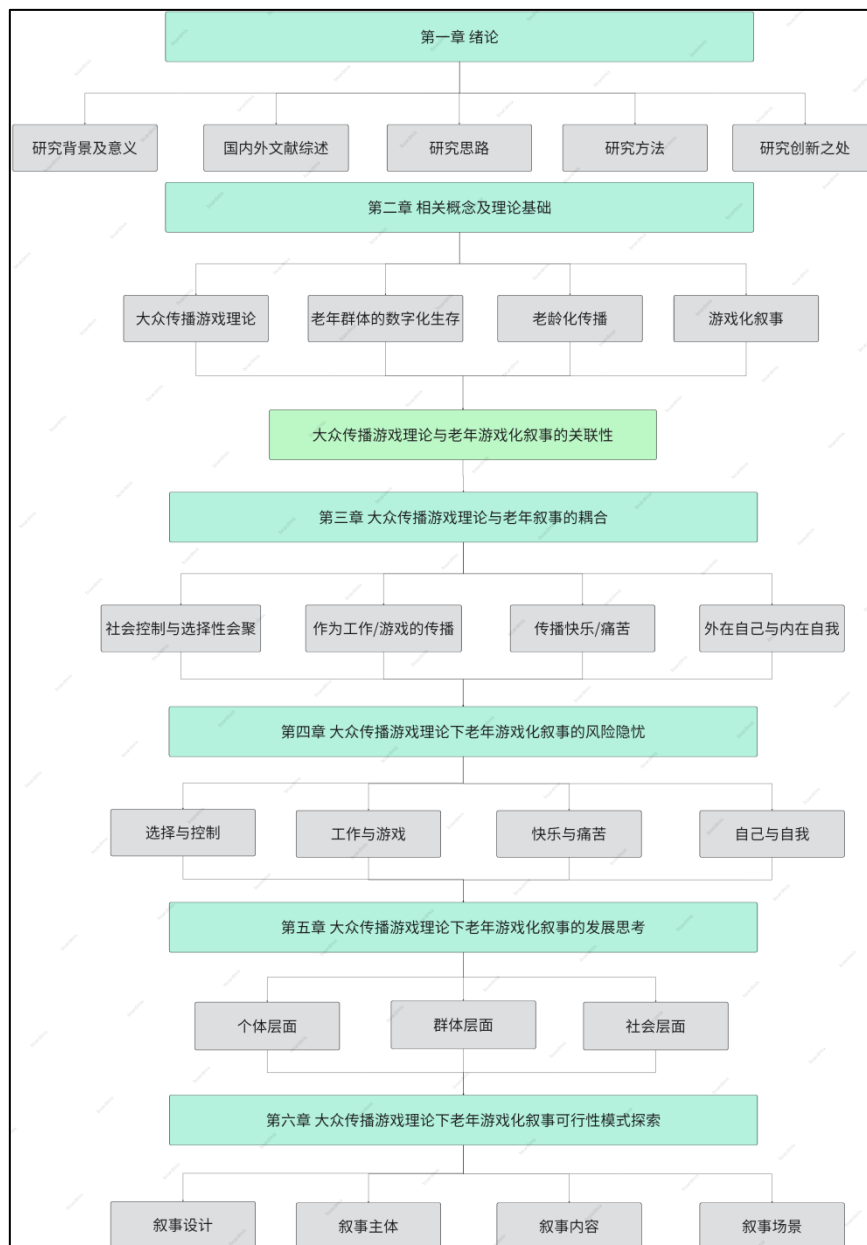 第一章 绪论
研究背景及意义
国内外文献综述
研究思路
研究方法
研究创新之处
第二章 相关概念及理论基础
大众传播游戏理论
老年群体的数字化生存
老龄化传播
游戏化叙事
大众传播游戏理论与老年游戏化叙事的关联性
第三章 大众传播游戏理论与老年叙事的耦合
社会控制与选择性会聚
作为工作/游戏的传播
传播快乐/痛苦
外在自己与内在自我
第四章 大众传播游戏理论下老年游戏化叙事的风险隐忧
选择与控制
工作与游戏
快乐与痛苦
自己与自我
第五章 大众传播游戏理论下老年游戏化叙事的发展思考
个体层面
群体层面
社会层面
第六章 大众传播游戏理论下老年游戏化叙事可行性模式探索
叙事设计
叙事主体
叙事内容
叙事场景